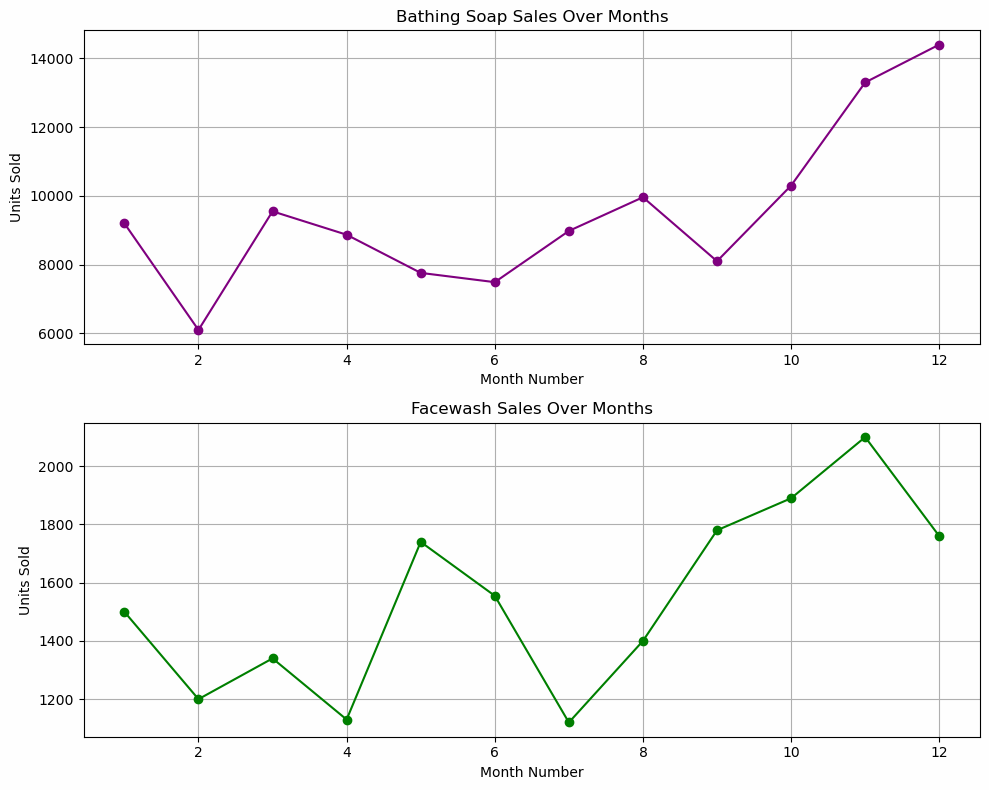 Bathing Soap Sales Over Months
14000
12000
10000
8000
6000
Units Sold
2 4 6 8 10 12
Month Number
Facewash Sales Over Months
2000
1800
1600
1400
1200
Units Sold
2 4 6 8 10 12
Month Number